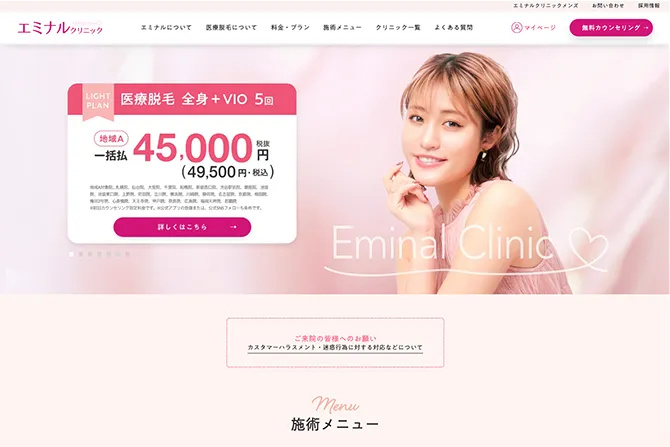 エミナルクリニックメンズ お問い合わせ 採用情報
エミナルクリニック
エミナルについて 医療脱毛について 料金・プラン 施術メニュー クリニック一覧 よくある質問 マイページ 無料カウンセリング →
LIGHT PLAN
医療脱毛 全身+VIO 5回
地域A
一括払 45,000円 税抜
(49,500円・税込)
詳しくはこちら →
Eminal Clinic
ご来院の皆様へのお願い
カスタマーハラスメント・迷惑行為に対する対応などについて
Menu
施術メニュー